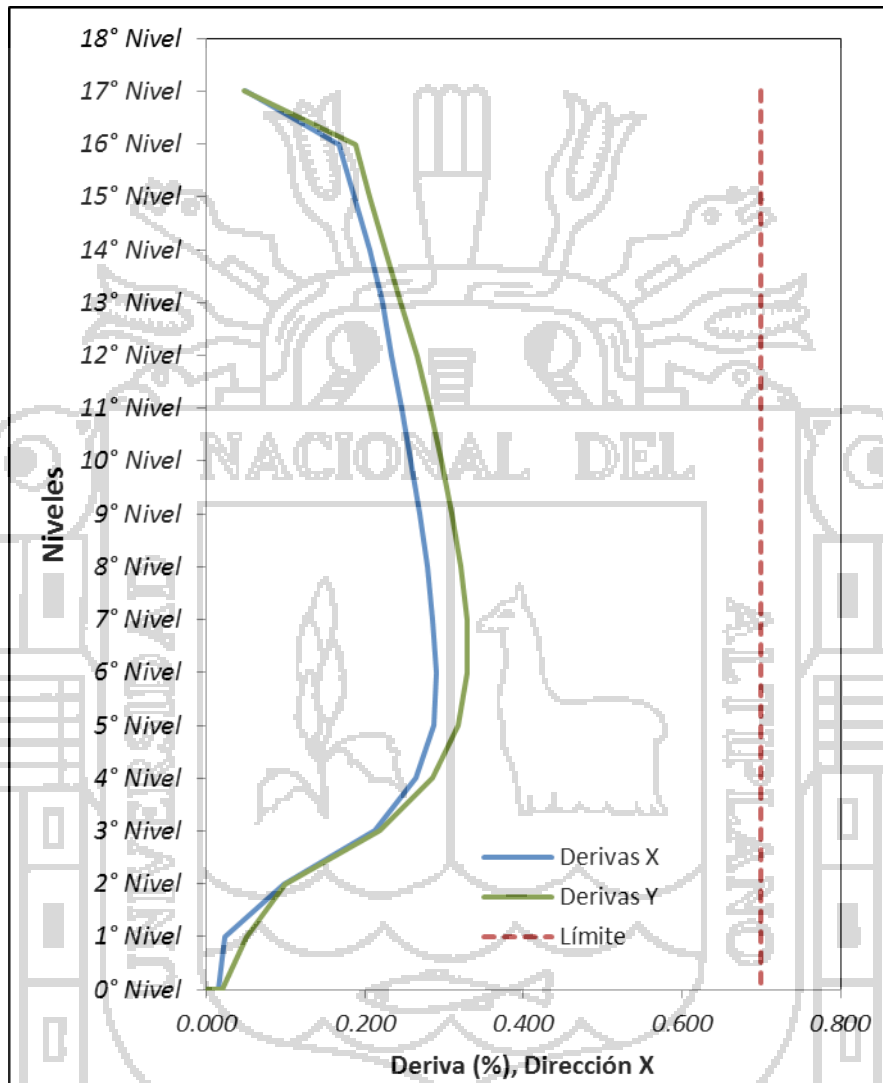 18° Nivel
17° Nivel
16° Nivel
15° Nivel
14° Nivel
13° Nivel
12° Nivel
11° Nivel
10° Nivel
9° Nivel
8° Nivel
7° Nivel
6° Nivel
5° Nivel
4° Nivel
3° Nivel
2° Nivel
1° Nivel
0° Nivel
Niveles
NACIONAL DEL
UNIVERSIDAD
ALTIPLANO
Derivas X
Derivas Y
Límite
0.000 0.200 0.400 0.600 0.800
Deriva (%), Dirección X